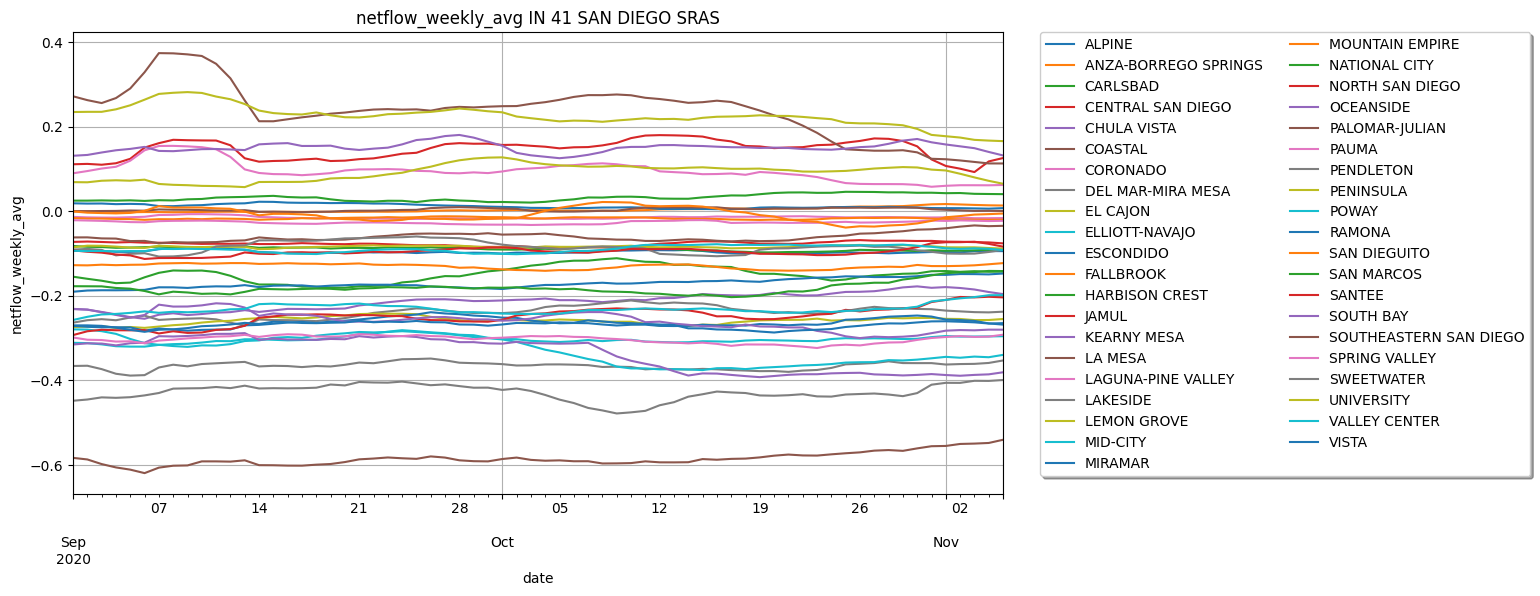 netflow_weekly_avg IN 41 SAN DIEGO SRAS
netflow_weekly_avg
0.4
0.2
0.0
−0.2
−0.4
−0.6
07
14
21
28
05
12
19
26
02
Sep
2020
Oct
Nov
date
ALPINE
ANZA-BORREGO SPRINGS
CARLSBAD
CENTRAL SAN DIEGO
CHULA VISTA
COASTAL
CORONADO
DEL MAR-MIRA MESA
EL CAJON
ELLIOTT-NAVAJO
ESCONDIDO
FALLBROOK
HARBISON CREST
JAMUL
KEARNY MESA
LA MESA
LAGUNA-PINE VALLEY
LAKESIDE
LEMON GROVE
MID-CITY
MIRAMAR
MOUNTAIN EMPIRE
NATIONAL CITY
NORTH SAN DIEGO
OCEANSIDE
PALOMAR-JULIAN
PAUMA
PENDLETON
PENINSULA
POWAY
RAMONA
SAN DIEGUITO
SAN MARCOS
SANTEE
SOUTH BAY
SOUTHEASTERN SAN DIEGO
SPRING VALLEY
SWEETWATER
UNIVERSITY
VALLEY CENTER
VISTA